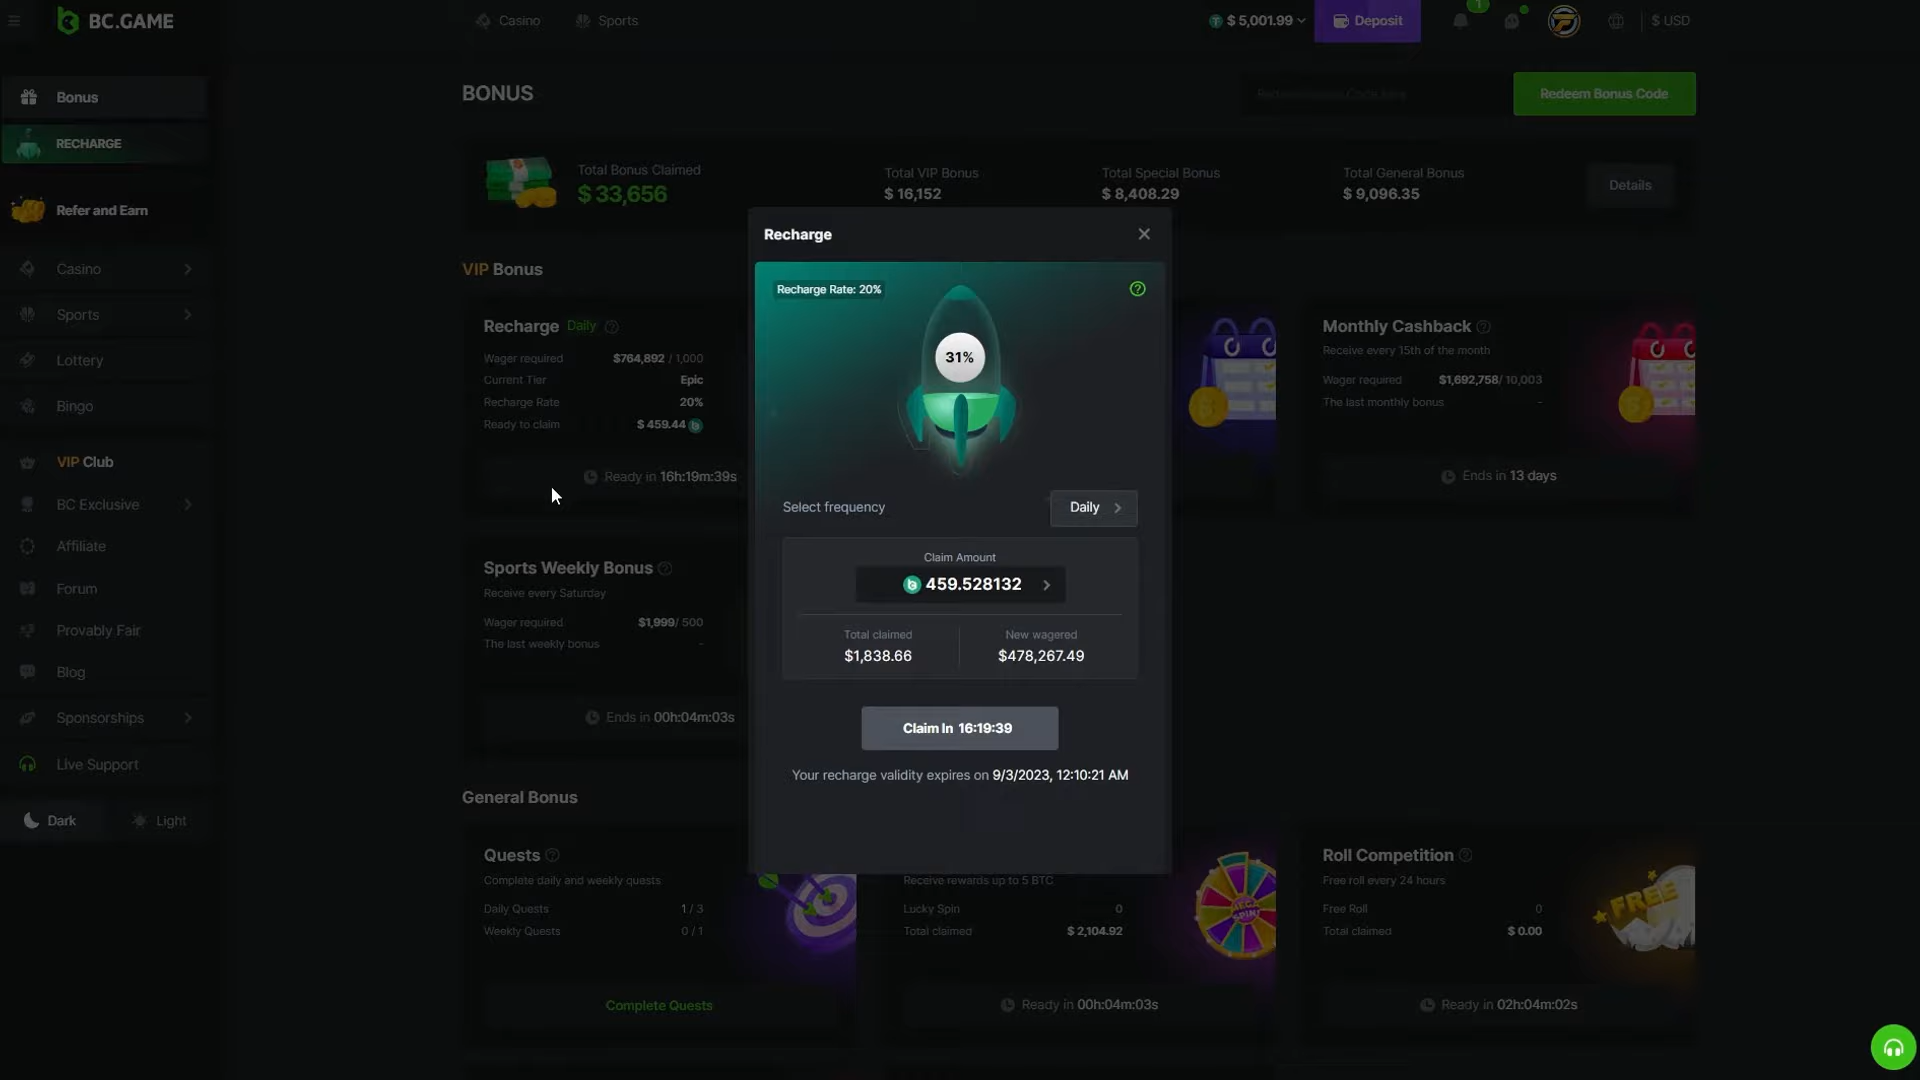 BC.GAME
Casino
Sports
$ 5,001.99
Deposit
1
$ USD
Bonus
RECHARGE
Refer and Earn
Casino
Sports
Lottery
Bingo
VIP Club
BC Exclusive
Affiliate
Forum
Provably Fair
Blog
Sponsorships
Live Support
Dark
Light
BONUS
Redeem Bonus Code
Total Bonus Claimed
$ 33,656
Total VIP Bonus
$ 16,152
Total Special Bonus
$ 8,408.29
Total General Bonus
$ 9,096.35
Details
VIP Bonus
Recharge Daily
Wager required $764,892 / 1,000
Current Tier Epic
Recharge Rate 20%
Ready to claim $ 459.44
Ready in 16h:19m:39s
Monthly Cashback
Receive every 15th of the month
Wager required $1,692,758/ 10,003
The last monthly bonus -
Ends in 13 days
Sports Weekly Bonus
Receive every Saturday
Wager required $1,999/ 500
The last weekly bonus -
Ends in 00h:04m:03s
Recharge
Recharge Rate: 20%
31%
Select frequency
Daily
Claim Amount
459.528132
Total claimed
$1,838.66
New wagered
$478,267.49
Claim In 16:19:39
Your recharge validity expires on 9/3/2023, 12:10:21 AM
General Bonus
Quests
Complete daily and weekly quests
Daily Quests 1 / 3
Weekly Quests 0 / 1
Complete Quests
Receive rewards up to 5 BTC
Lucky Spin 0
Total claimed $ 2,104.92
MEGA
SPIN
Ready in 00h:04m:03s
Roll Competition
Free roll every 24 hours
Free Roll 0
Total claimed $ 0.00
FREE
Ready in 02h:04m:02s